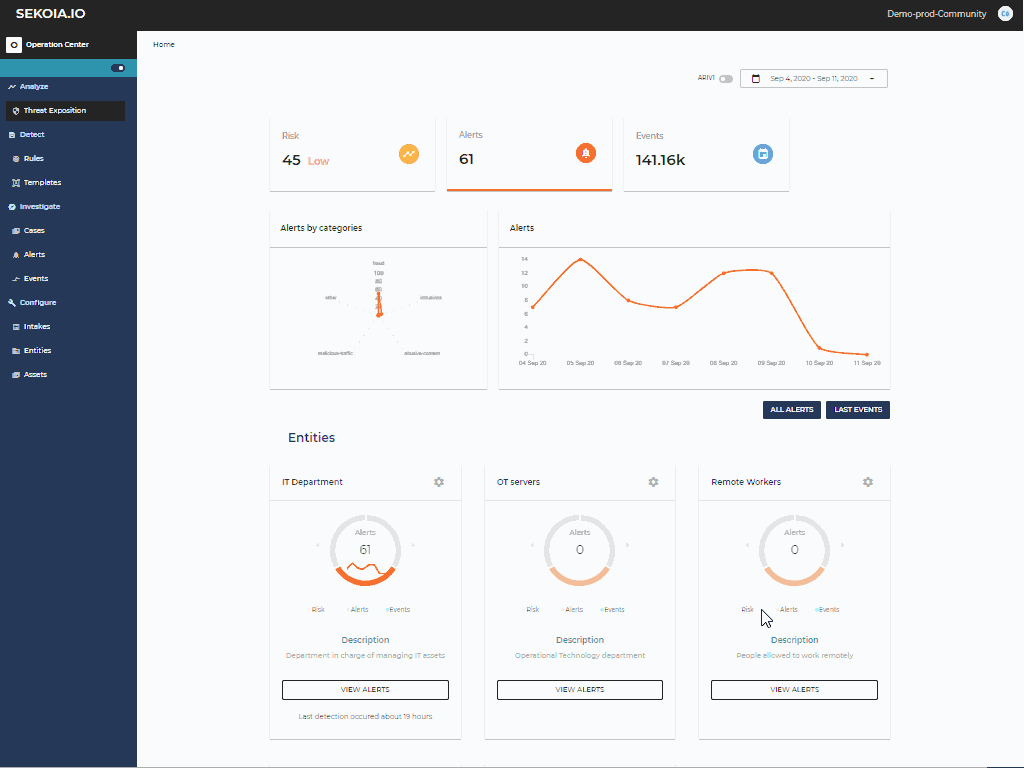 SEKOIA.IO
Demo-prod-Community
Operation Center
Analyze
Threat Exposition
Detect
Rules
Templates
Investigate
Cases
Alerts
Events
Configure
Intakes
Entities
Assets
Home
Sep 4, 2020 - Sep 11, 2020
Risk
45 Low
Alerts
61
Events
141.16k
Alerts by categories
fraud
100
80
60
other
intrusions
malicious-traffic
abusive-content
Alerts
14
12
10
8
6
4
2
0
04 Sep 20
05 Sep 20
06 Sep 20
07 Sep 20
08 Sep 20
09 Sep 20
10 Sep 20
11 Sep 20
ALL ALERTS
LAST EVENTS
Entities
IT Department
Alerts
61
Risk Alerts Events
Description
Department in charge of managing IT assets
VIEW ALERTS
Last detection occured about 19 hours
OT servers
Alerts
0
Risk Alerts Events
Description
Operational Technology department
VIEW ALERTS
Remote Workers
Alerts
0
Risk Alerts Events
Description
People allowed to work remotely
VIEW ALERTS